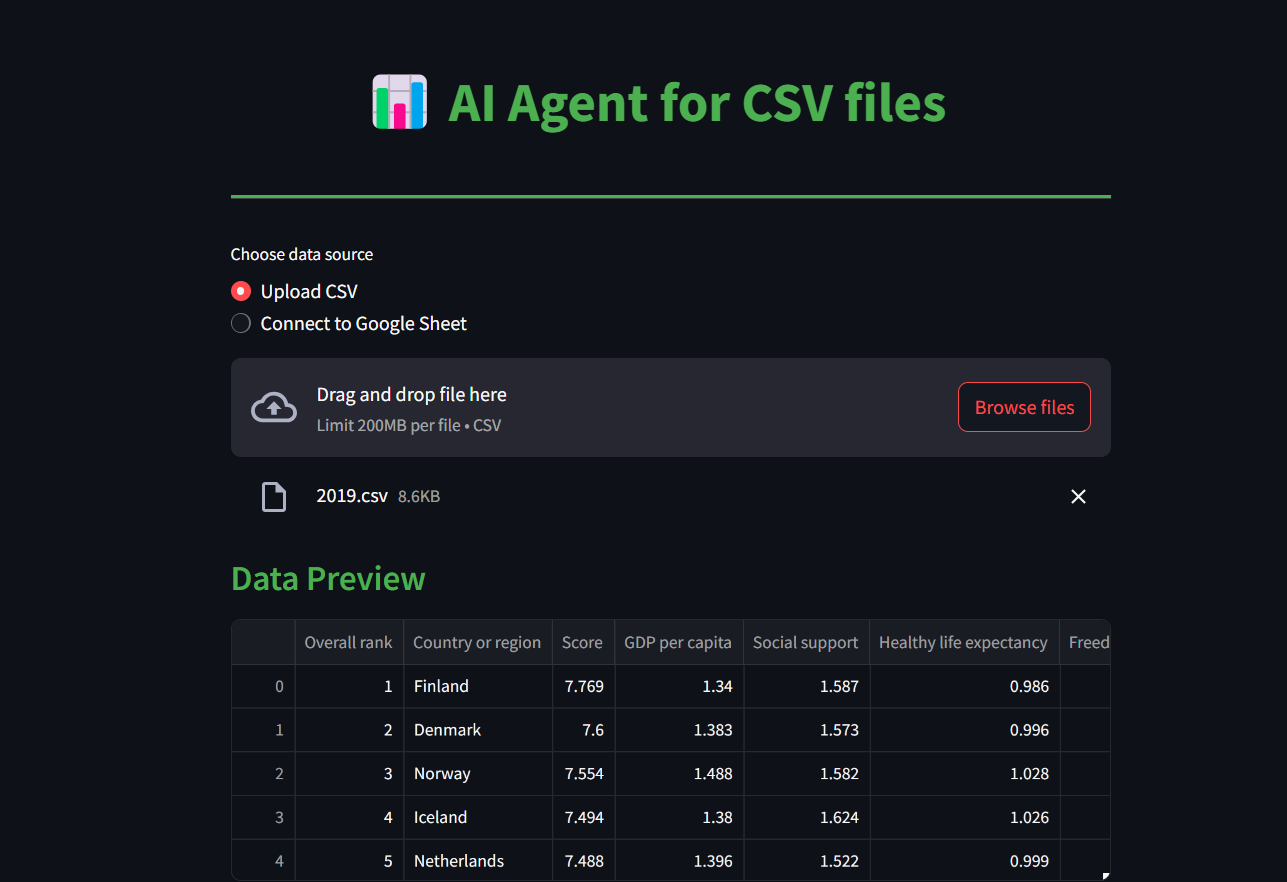 AI Agent for CSV files
Choose data source
Upload CSV
Connect to Google Sheet
Drag and drop file here
Limit 200MB per file • CSV
Browse files
2019.csv 8.6KB
Data Preview
Overall rank Country or region Score GDP per capita Social support Healthy life expectancy Freed
0 1 Finland 7.769 1.34 1.587 0.986
1 2 Denmark 7.6 1.383 1.573 0.996
2 3 Norway 7.554 1.488 1.582 1.028
3 4 Iceland 7.494 1.38 1.624 1.026
4 5 Netherlands 7.488 1.396 1.522 0.999